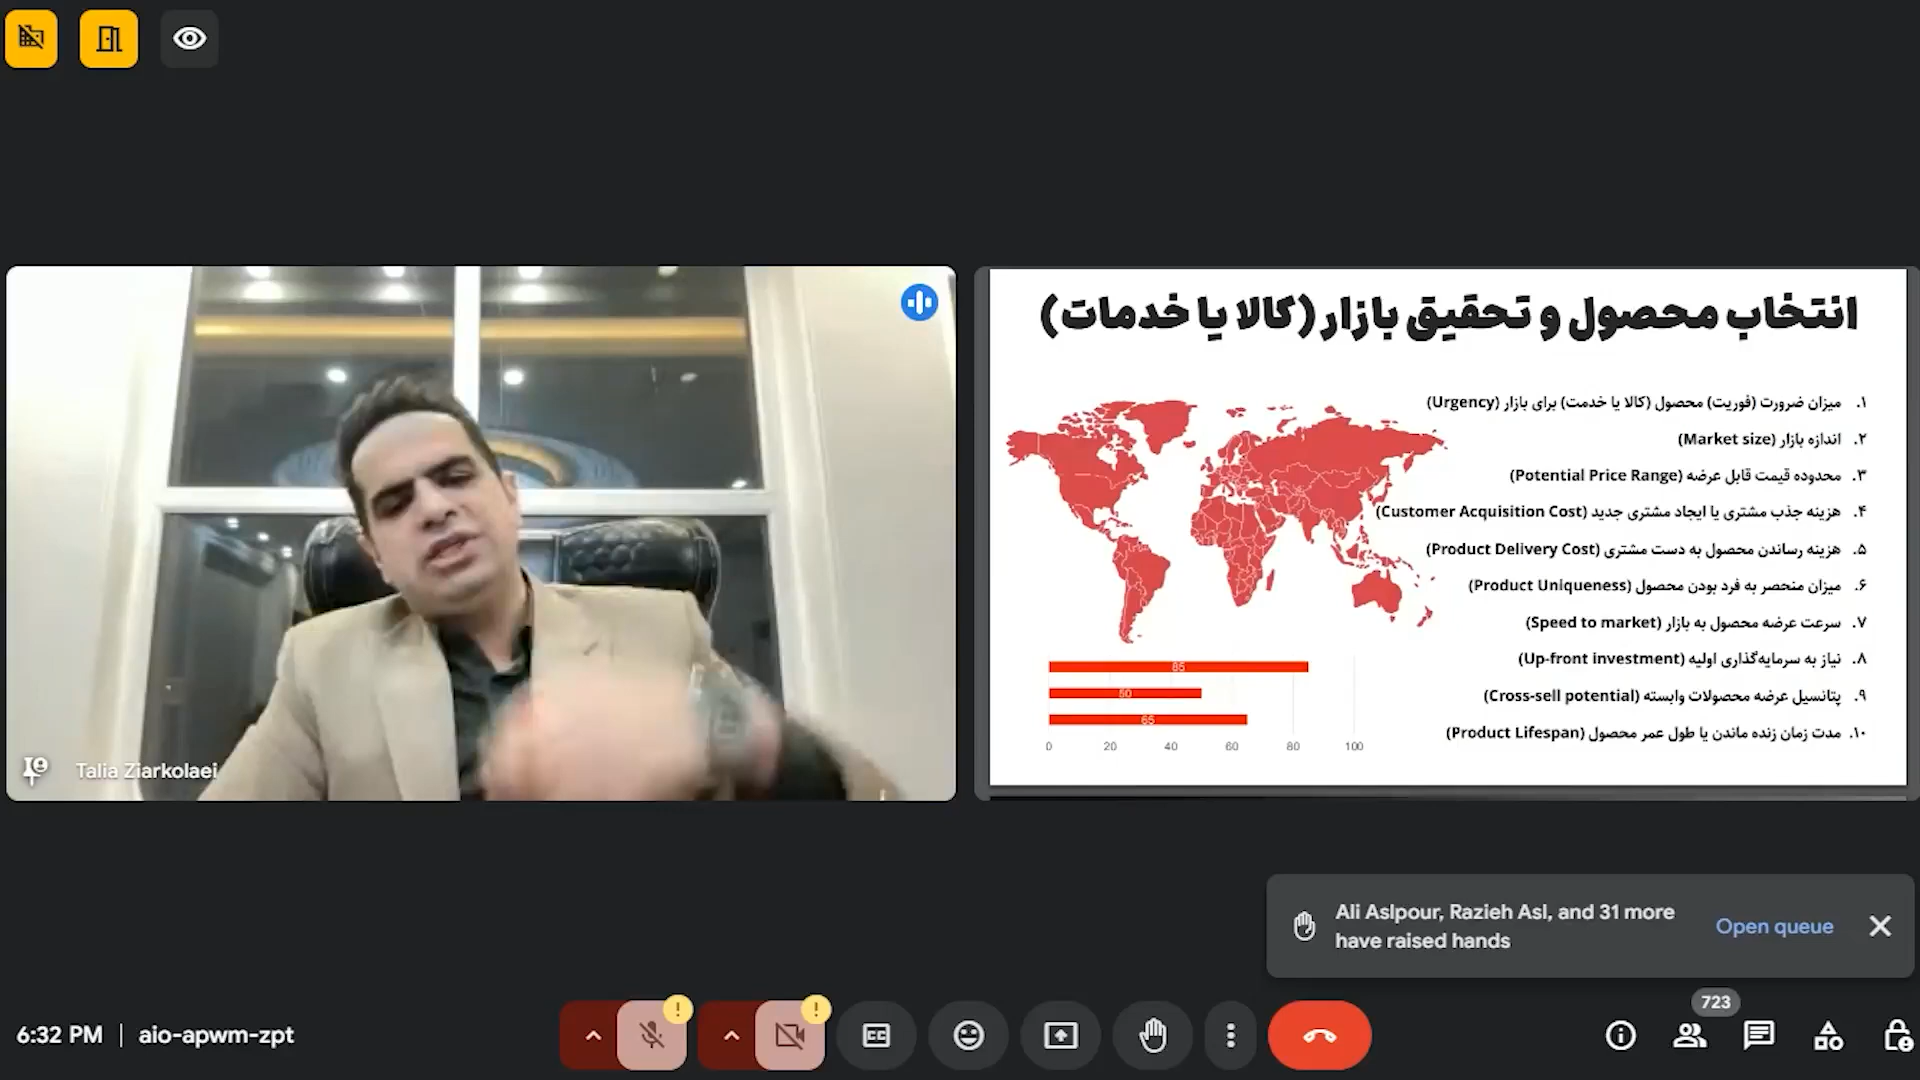 Talia Ziarkolaei
انتخاب محصول و تحقیق بازار (کالا یا خدمات)
۱. میزان ضرورت (فوریت) محصول (کالا یا خدمت) برای بازار (Urgency)
۲. اندازه بازار (Market size)
۳. محدوده قیمت قابل عرضه (Potential Price Range)
۴. هزینه جذب مشتری یا ایجاد مشتری جدید (Customer Acquisition Cost)
۵. هزینه رساندن محصول به دست مشتری (Product Delivery Cost)
۶. میزان منحصر به فرد بودن محصول (Product Uniqueness)
۷. سرعت عرضه محصول به بازار (Speed to market)
۸. نیاز به سرمایه‌گذاری اولیه (Up-front investment)
۹. پتانسیل عرضه محصولات وابسته (Cross-sell potential)
۱۰. مدت زمان زنده ماندن یا طول عمر محصول (Product Lifespan)
85
50
65
0 20 40 60 80 100
Ali Aslpour, Razieh Asl, and 31 more
have raised hands
Open queue
723
6:32 PM | aio-apwm-zpt
CC